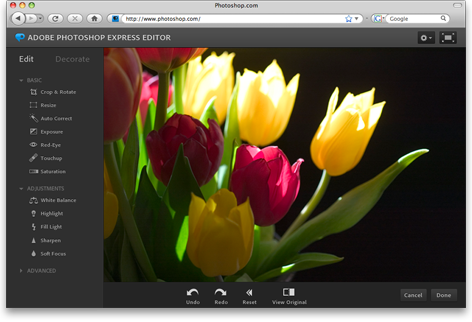 Photoshop.com
http://www.photoshop.com/
Google
ADOBE PHOTOSHOP EXPRESS EDITOR
Edit Decorate
BASIC
Crop & Rotate
Resize
Auto Correct
Exposure
Red-Eye
Touchup
Saturation
ADJUSTMENTS
White Balance
Highlight
Fill Light
Sharpen
Soft Focus
ADVANCED
Undo Redo Reset View Original Cancel Done